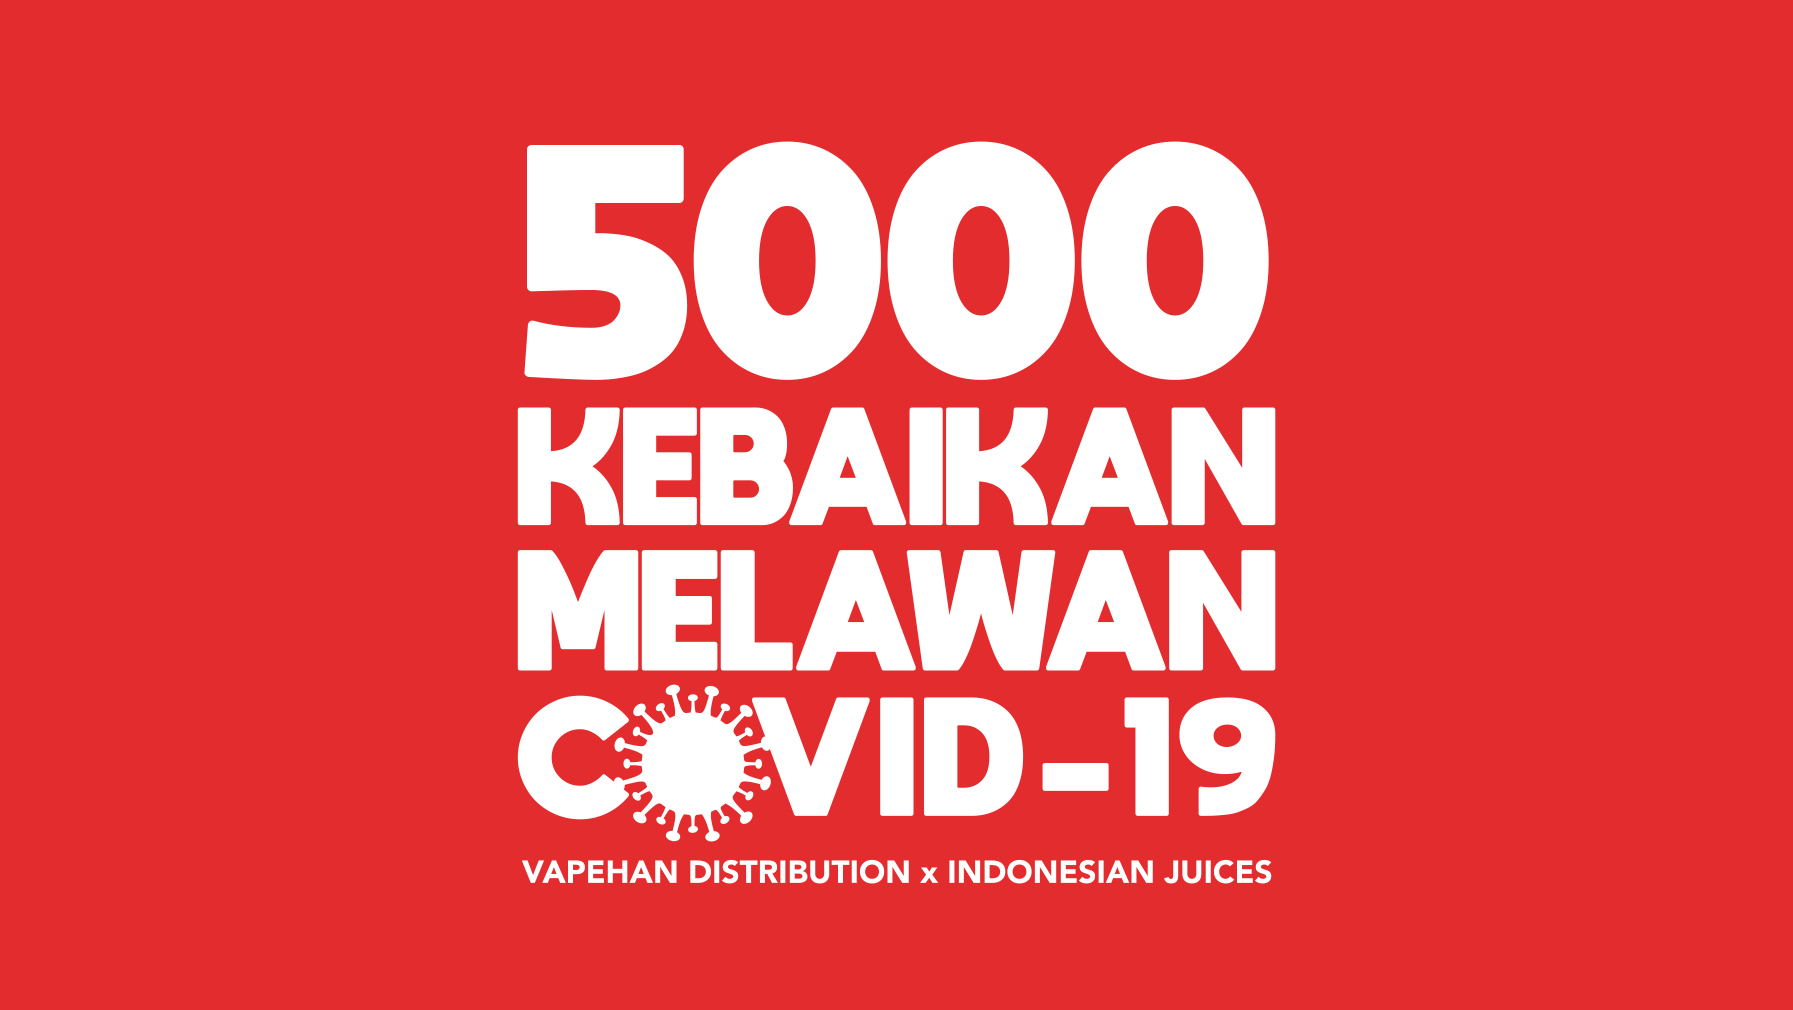 5000
KEBAIKAN
MELAWAN
COVID-19
VAPEHAN DISTRIBUTION x INDONESIAN JUICES